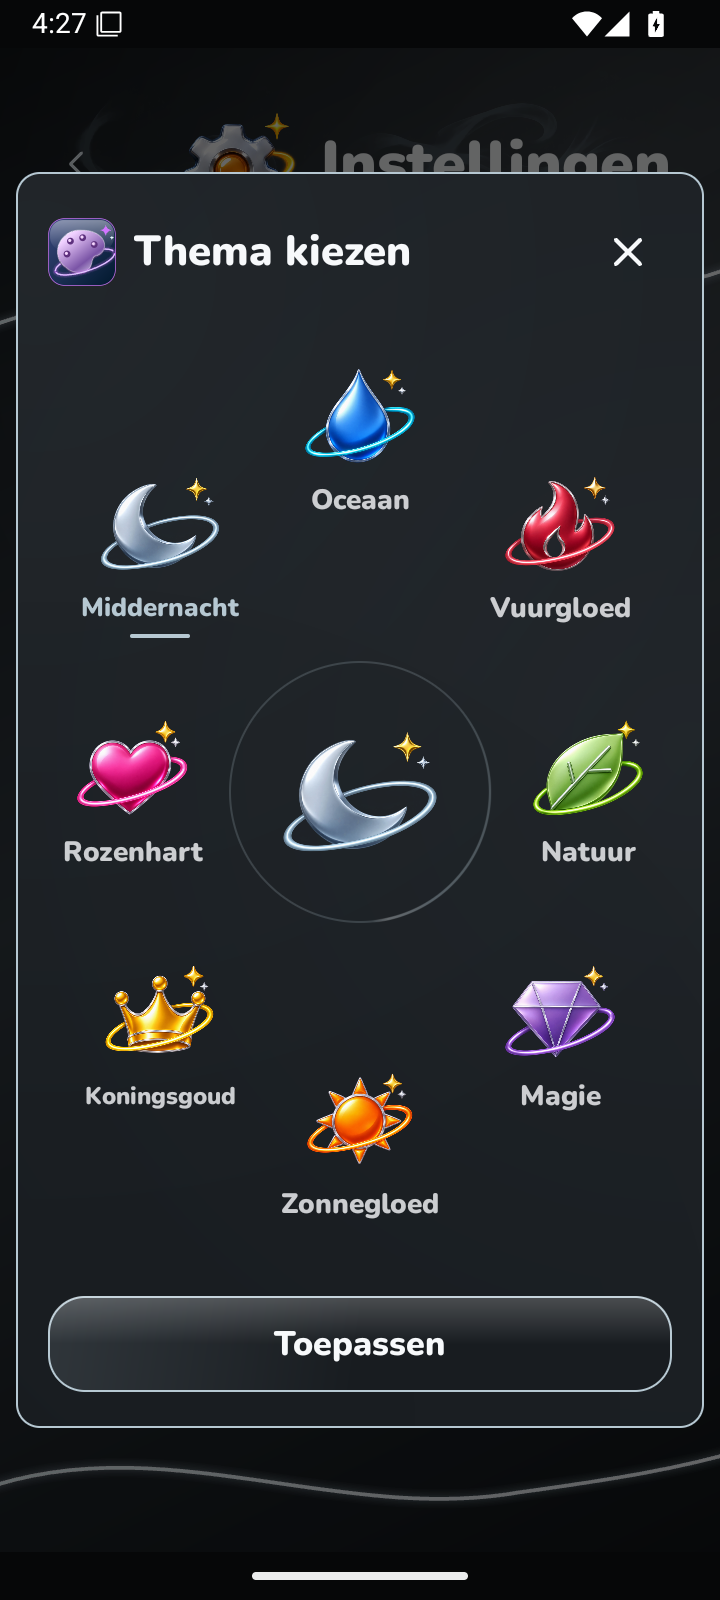 4:27
Instellingen
Thema kiezen
Oceaan
Middernacht
Vuurgloed
Rozenhart
Natuur
Koningsgoud
Magie
Zonnegloed
Toepassen